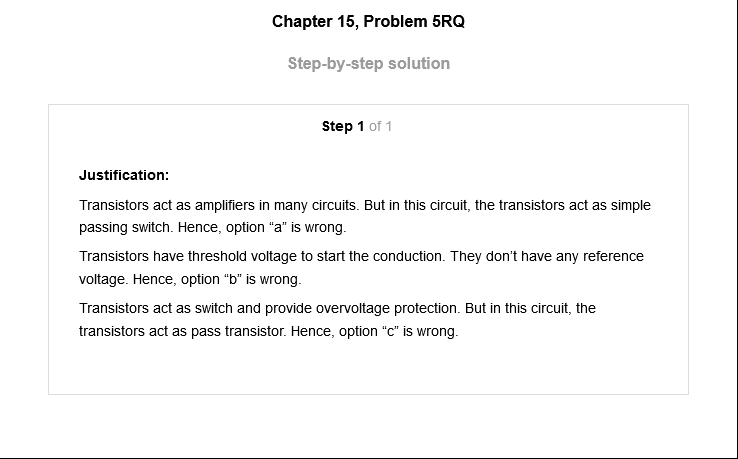 Chapter 15, Problem 5RQ
Step-by-step solution
Step 1 of 1
Justification:
Transistors act as amplifiers in many circuits. But in this circuit, the transistors act as simple
passing switch. Hence, option “a” is wrong.
Transistors have threshold voltage to start the conduction. They don’t have any reference
voltage. Hence, option “b” is wrong.
Transistors act as switch and provide overvoltage protection. But in this circuit, the
transistors act as pass transistor. Hence, option “c” is wrong.